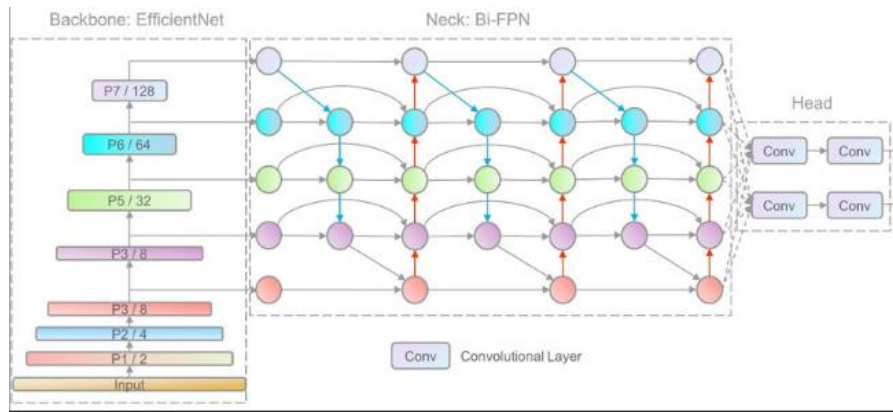 Backbone: EfficientNet
Neck: Bi-FPN
P7 / 128
P6 / 64
P5 / 32
P3 / 8
P3 / 8
P2 / 4
P1 / 2
Input
Head
Conv Conv
Conv Conv
Conv Convolutional Layer